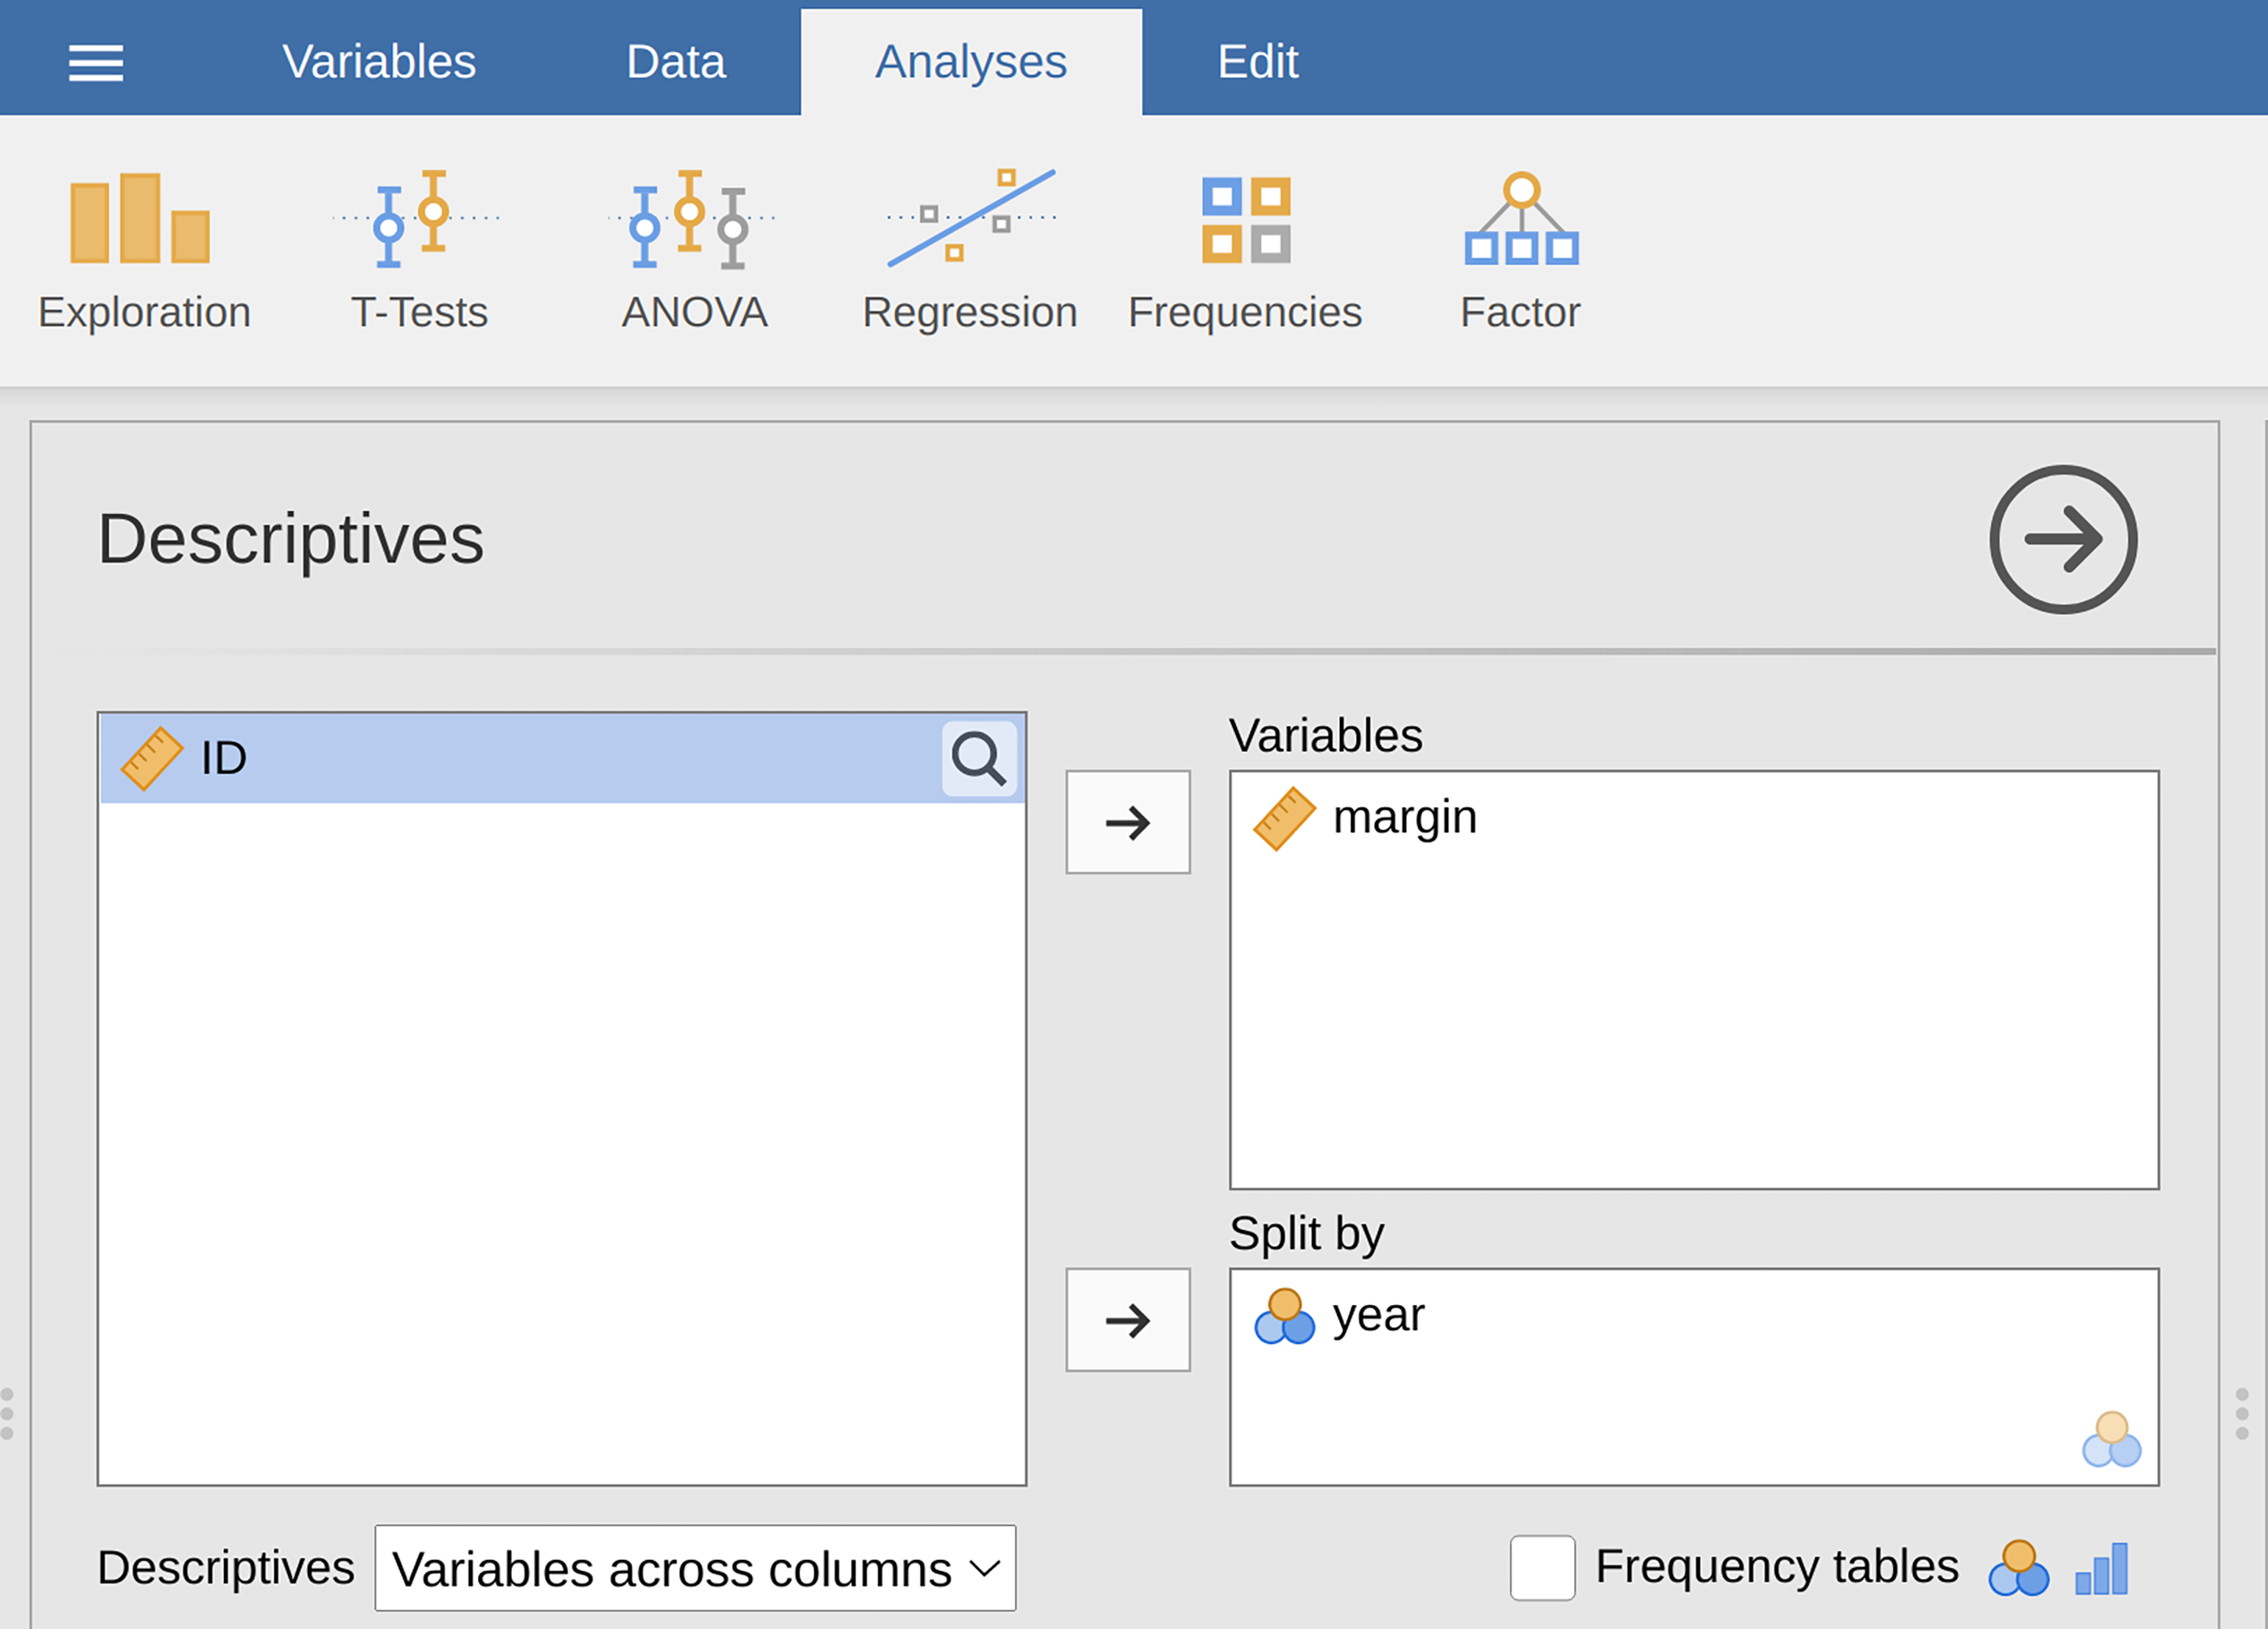 Variables Data Analyses Edit
Exploration T-Tests ANOVA Regression Frequencies Factor
Descriptives
ID
Variables
margin
Split by
year
Descriptives Variables across columns
Frequency tables